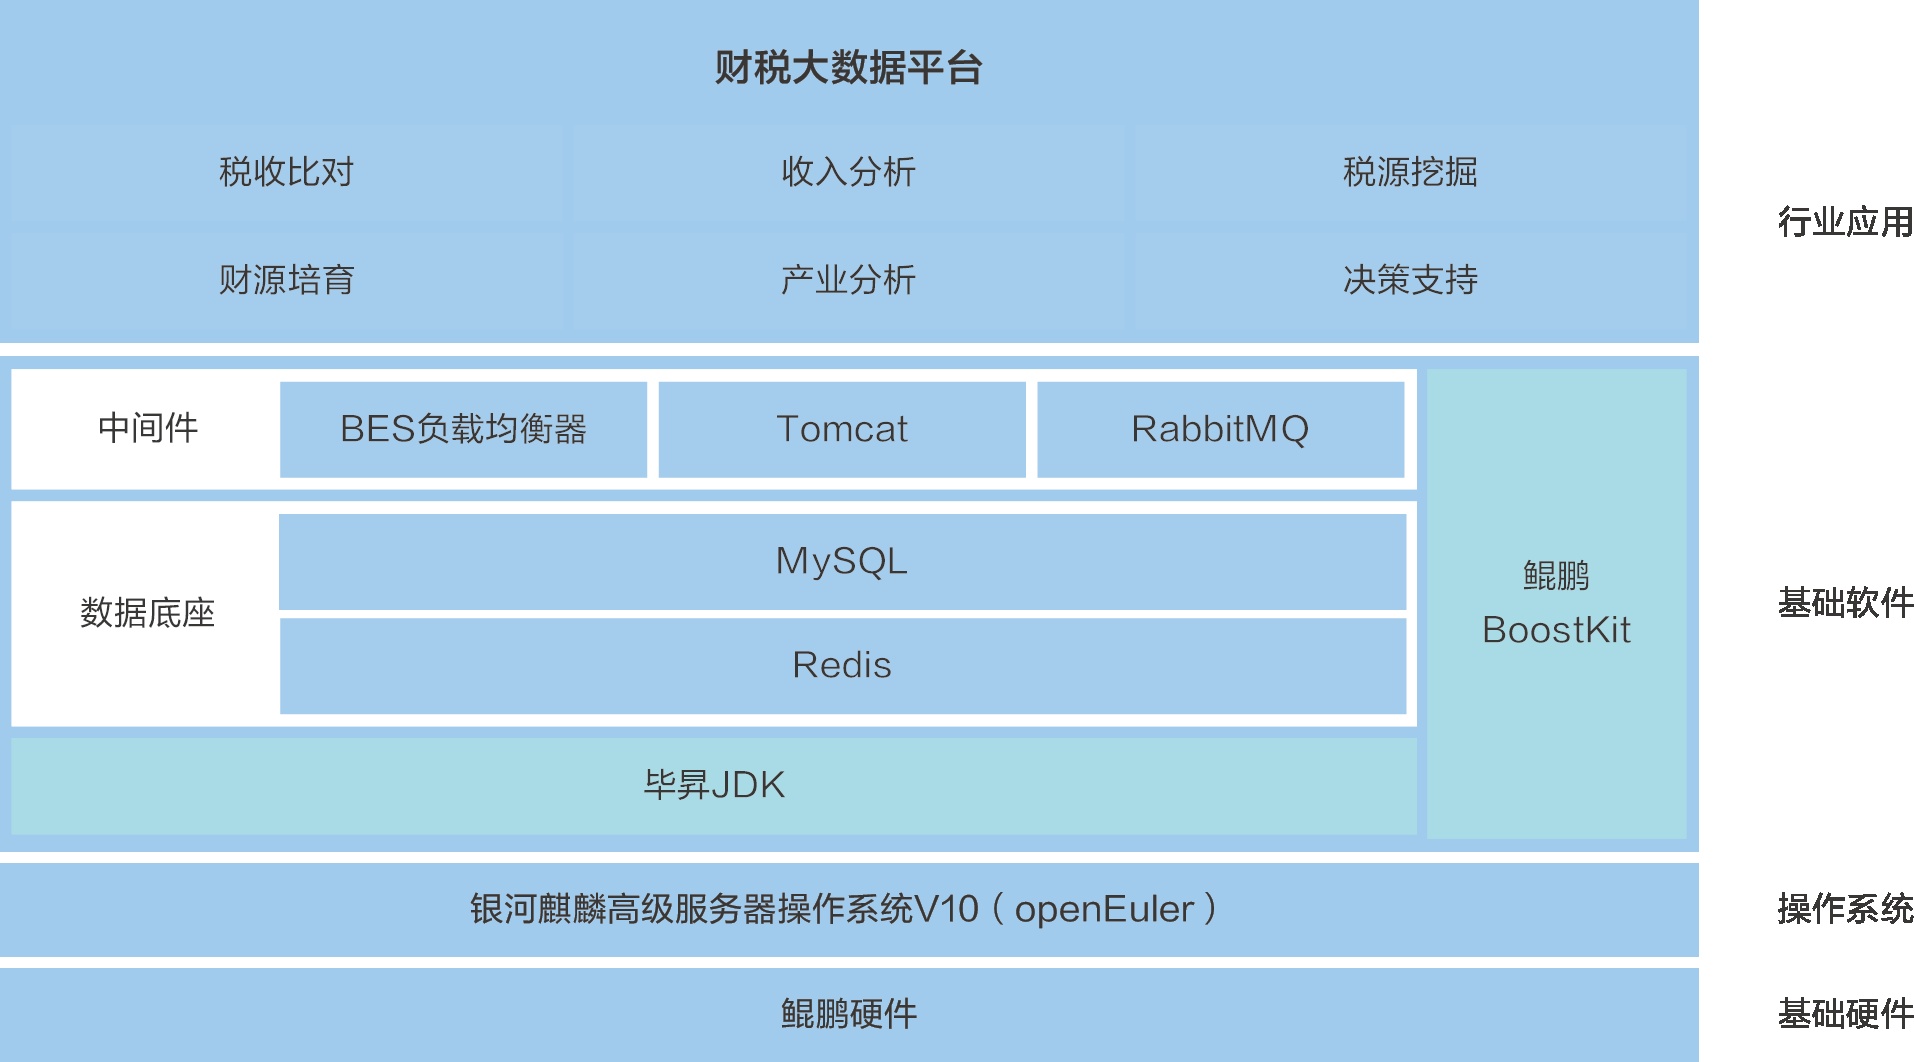 财税大数据平台
税收比对
收入分析
税源挖掘
财源培育
产业分析
决策支持
行业应用
中间件
BES负载均衡器
Tomcat
RabbitMQ
数据底座
MySQL
Redis
毕昇JDK
鲲鹏
BoostKit
基础软件
银河麒麟高级服务器操作系统V10（openEuler）
操作系统
鲲鹏硬件
基础硬件